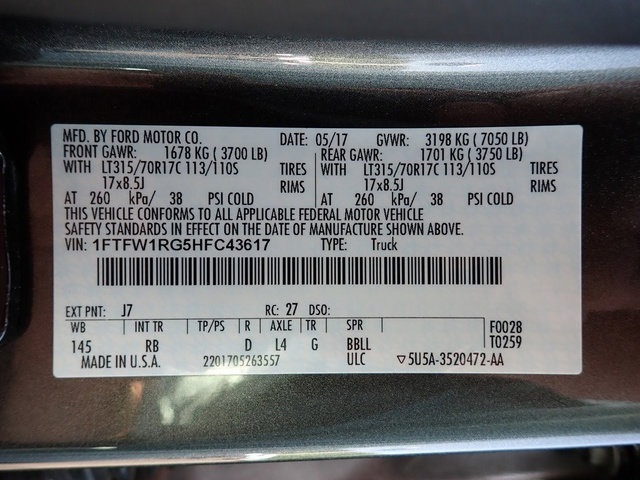 MFD. BY FORD MOTOR CO. DATE: 05/17 GVWR: 3198 KG ( 7050 LB)
FRONT GAWR: 1678 KG ( 3700 LB) REAR GAWR: 1701 KG ( 3750 LB)
WITH LT315/70R17C 113/110S TIRES WITH LT315/70R17C 113/110S TIRES
17x8.5J RIMS 17x8.5J RIMS
AT 260 kPa/ 38 PSI COLD AT 260 kPa/ 38 PSI COLD
THIS VEHICLE CONFORMS TO ALL APPLICABLE FEDERAL MOTOR VEHICLE
SAFETY STANDARDS IN EFFECT ON THE DATE OF MANUFACTURE SHOWN ABOVE.
VIN: 1FTFW1RG5HFC43617 TYPE: Truck
EXT PNT: J7 RC: 27 DSO:
WB INT TR TP/PS R AXLE TR SPR F0028
145 RB D L4 G BBLL T0259
MADE IN U.S.A. 2201705263557 ULC ▽5U5A-3520472-AA